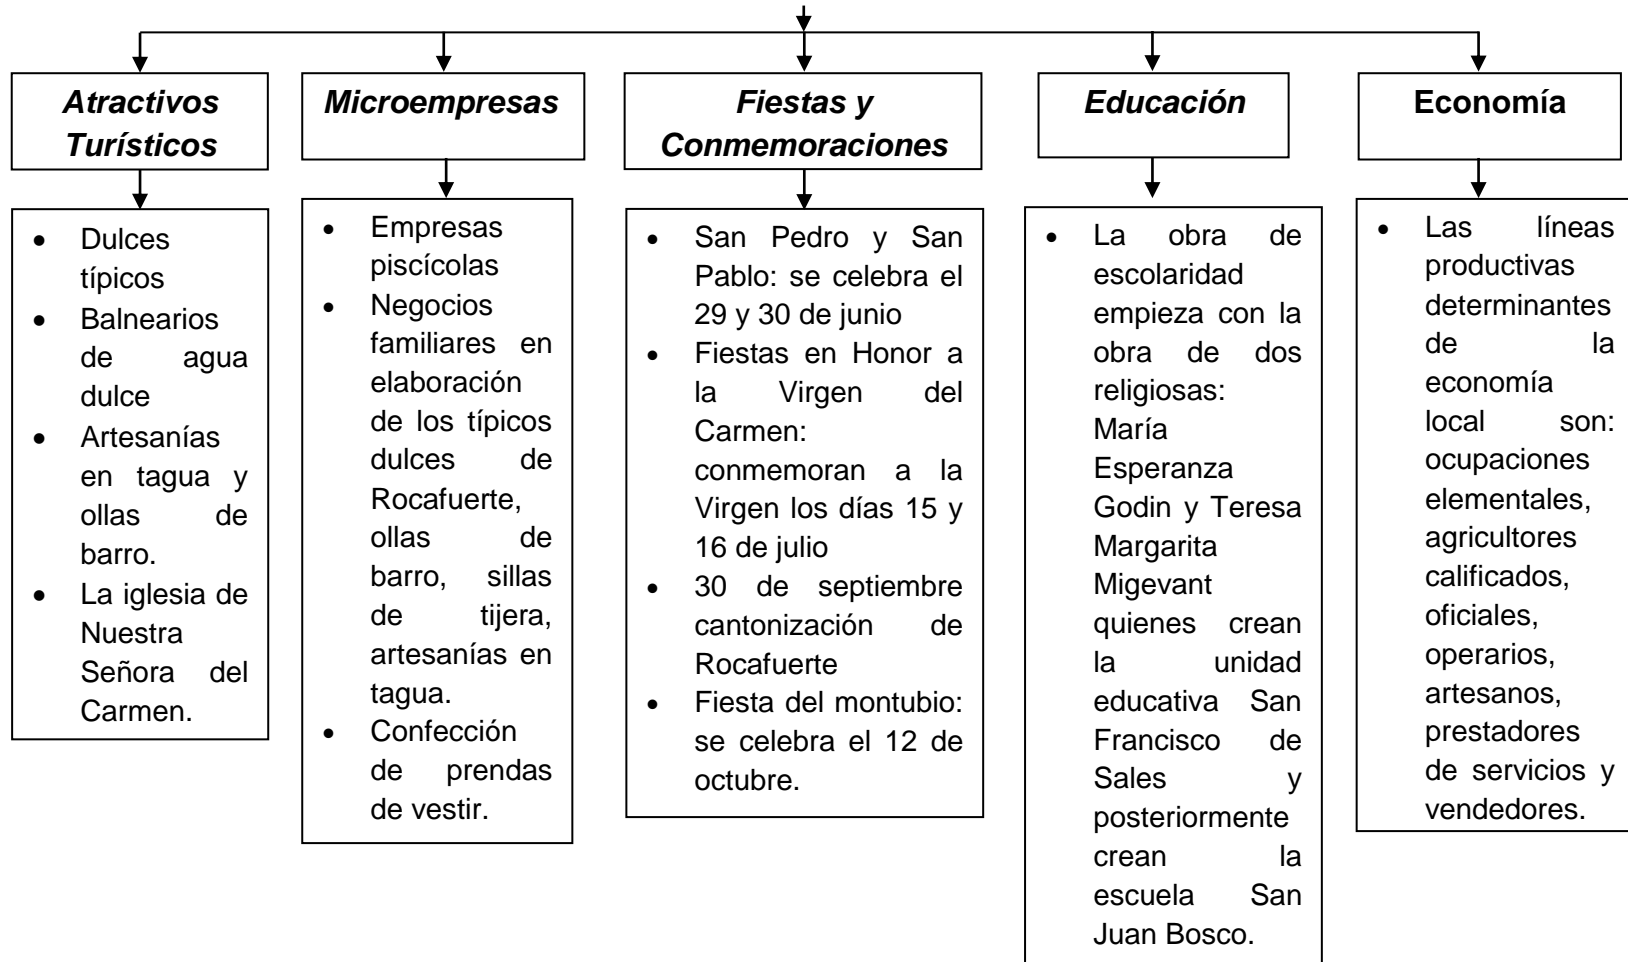 Atractivos
Turísticos
• Dulces
típicos
• Balnearios
de agua
dulce
• Artesanías
en tagua y
ollas de
barro.
• La iglesia de
Nuestra
Señora del
Carmen.
Microempresas
• Empresas
piscícolas
• Negocios
familiares en
elaboración
de los típicos
dulces de
Rocafuerte,
ollas de
barro, sillas
de tijera,
artesanías en
tagua.
• Confección
de prendas
de vestir.
Fiestas y
Conmemoraciones
• San Pedro y San
Pablo: se celebra el
29 y 30 de junio
• Fiestas en Honor a
la Virgen del
Carmen:
conmemoran a la
Virgen los días 15 y
16 de julio
• 30 de septiembre
cantonización de
Rocafuerte
• Fiesta del montubio:
se celebra el 12 de
octubre.
Educación
• La obra de
escolaridad
empieza con la
obra de dos
religiosas:
María
Esperanza
Godin y Teresa
Margarita
Migevant
quienes crean
la unidad
educativa San
Francisco de
Sales y
posteriormente
crean la
escuela San
Juan Bosco.
Economía
• Las líneas
productivas
determinantes
de la
economía
local son:
ocupaciones
elementales,
agricultores
calificados,
oficiales,
operarios,
artesanos,
prestadores
de servicios y
vendedores.